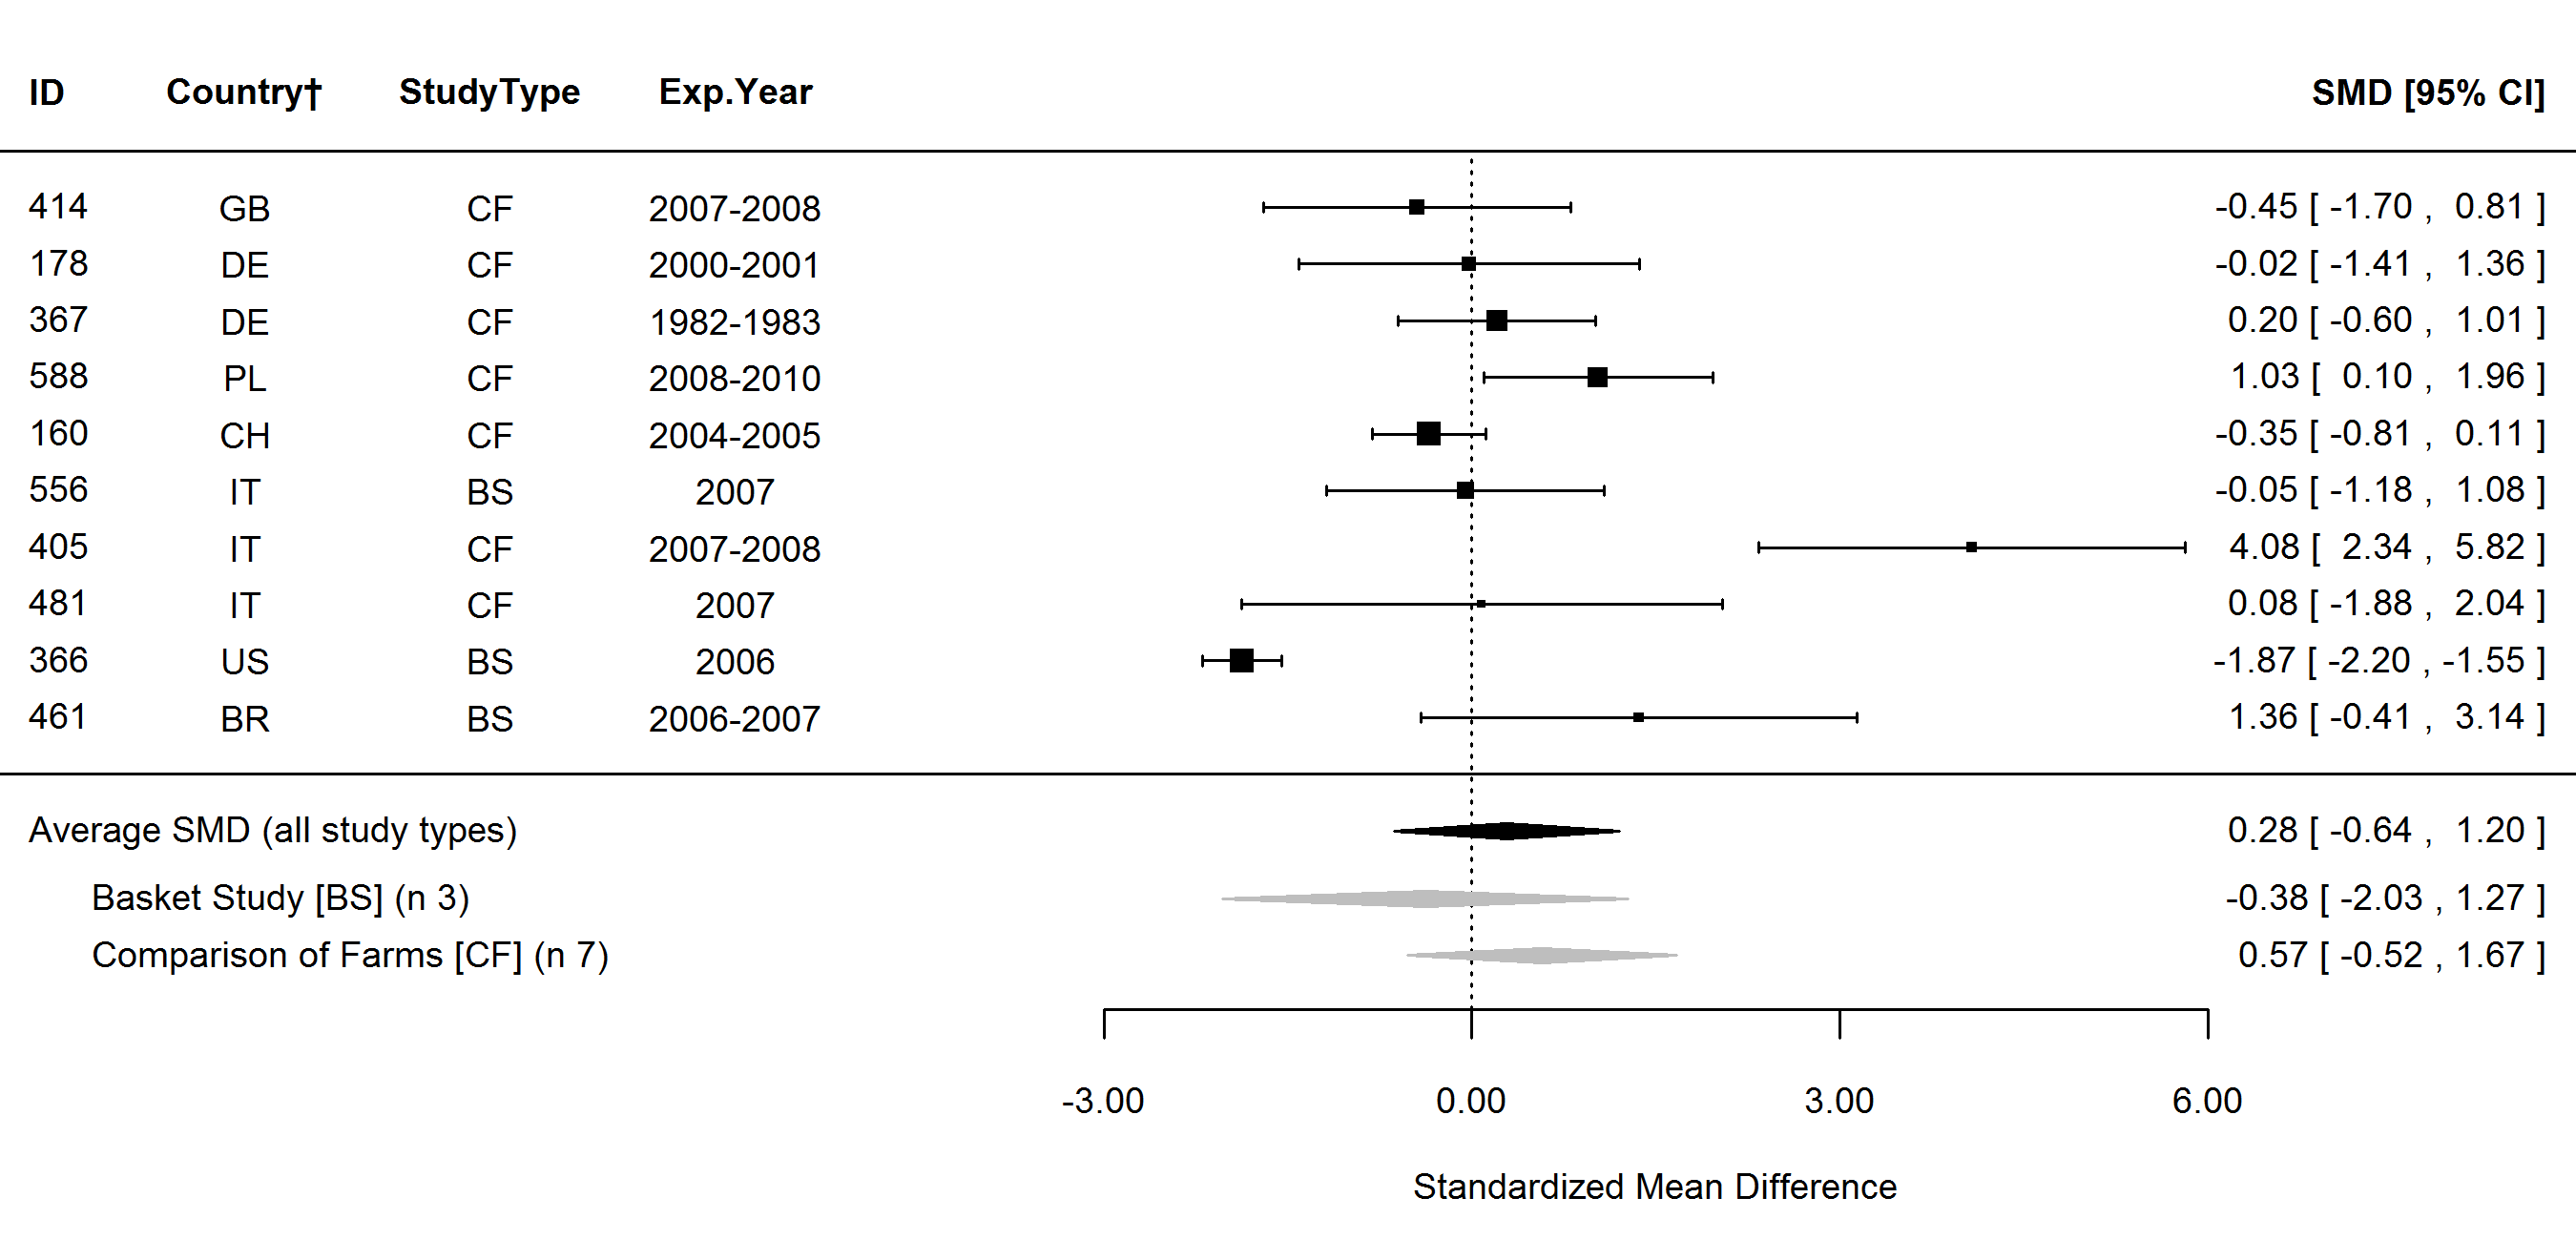 ID Country† StudyType Exp.Year SMD [95% CI]
414 GB CF 2007-2008 -0.45 [ -1.70 , 0.81 ]
178 DE CF 2000-2001 -0.02 [ -1.41 , 1.36 ]
367 DE CF 1982-1983 0.20 [ -0.60 , 1.01 ]
588 PL CF 2008-2010 1.03 [ 0.10 , 1.96 ]
160 CH CF 2004-2005 -0.35 [ -0.81 , 0.11 ]
556 IT BS 2007 -0.05 [ -1.18 , 1.08 ]
405 IT CF 2007-2008 4.08 [ 2.34 , 5.82 ]
481 IT CF 2007 0.08 [ -1.88 , 2.04 ]
366 US BS 2006 -1.87 [ -2.20 , -1.55 ]
461 BR BS 2006-2007 1.36 [ -0.41 , 3.14 ]
Average SMD (all study types) 0.28 [ -0.64 , 1.20 ]
Basket Study [BS] (n 3) -0.38 [ -2.03 , 1.27 ]
Comparison of Farms [CF] (n 7) 0.57 [ -0.52 , 1.67 ]
-3.00 0.00 3.00 6.00
Standardized Mean Difference